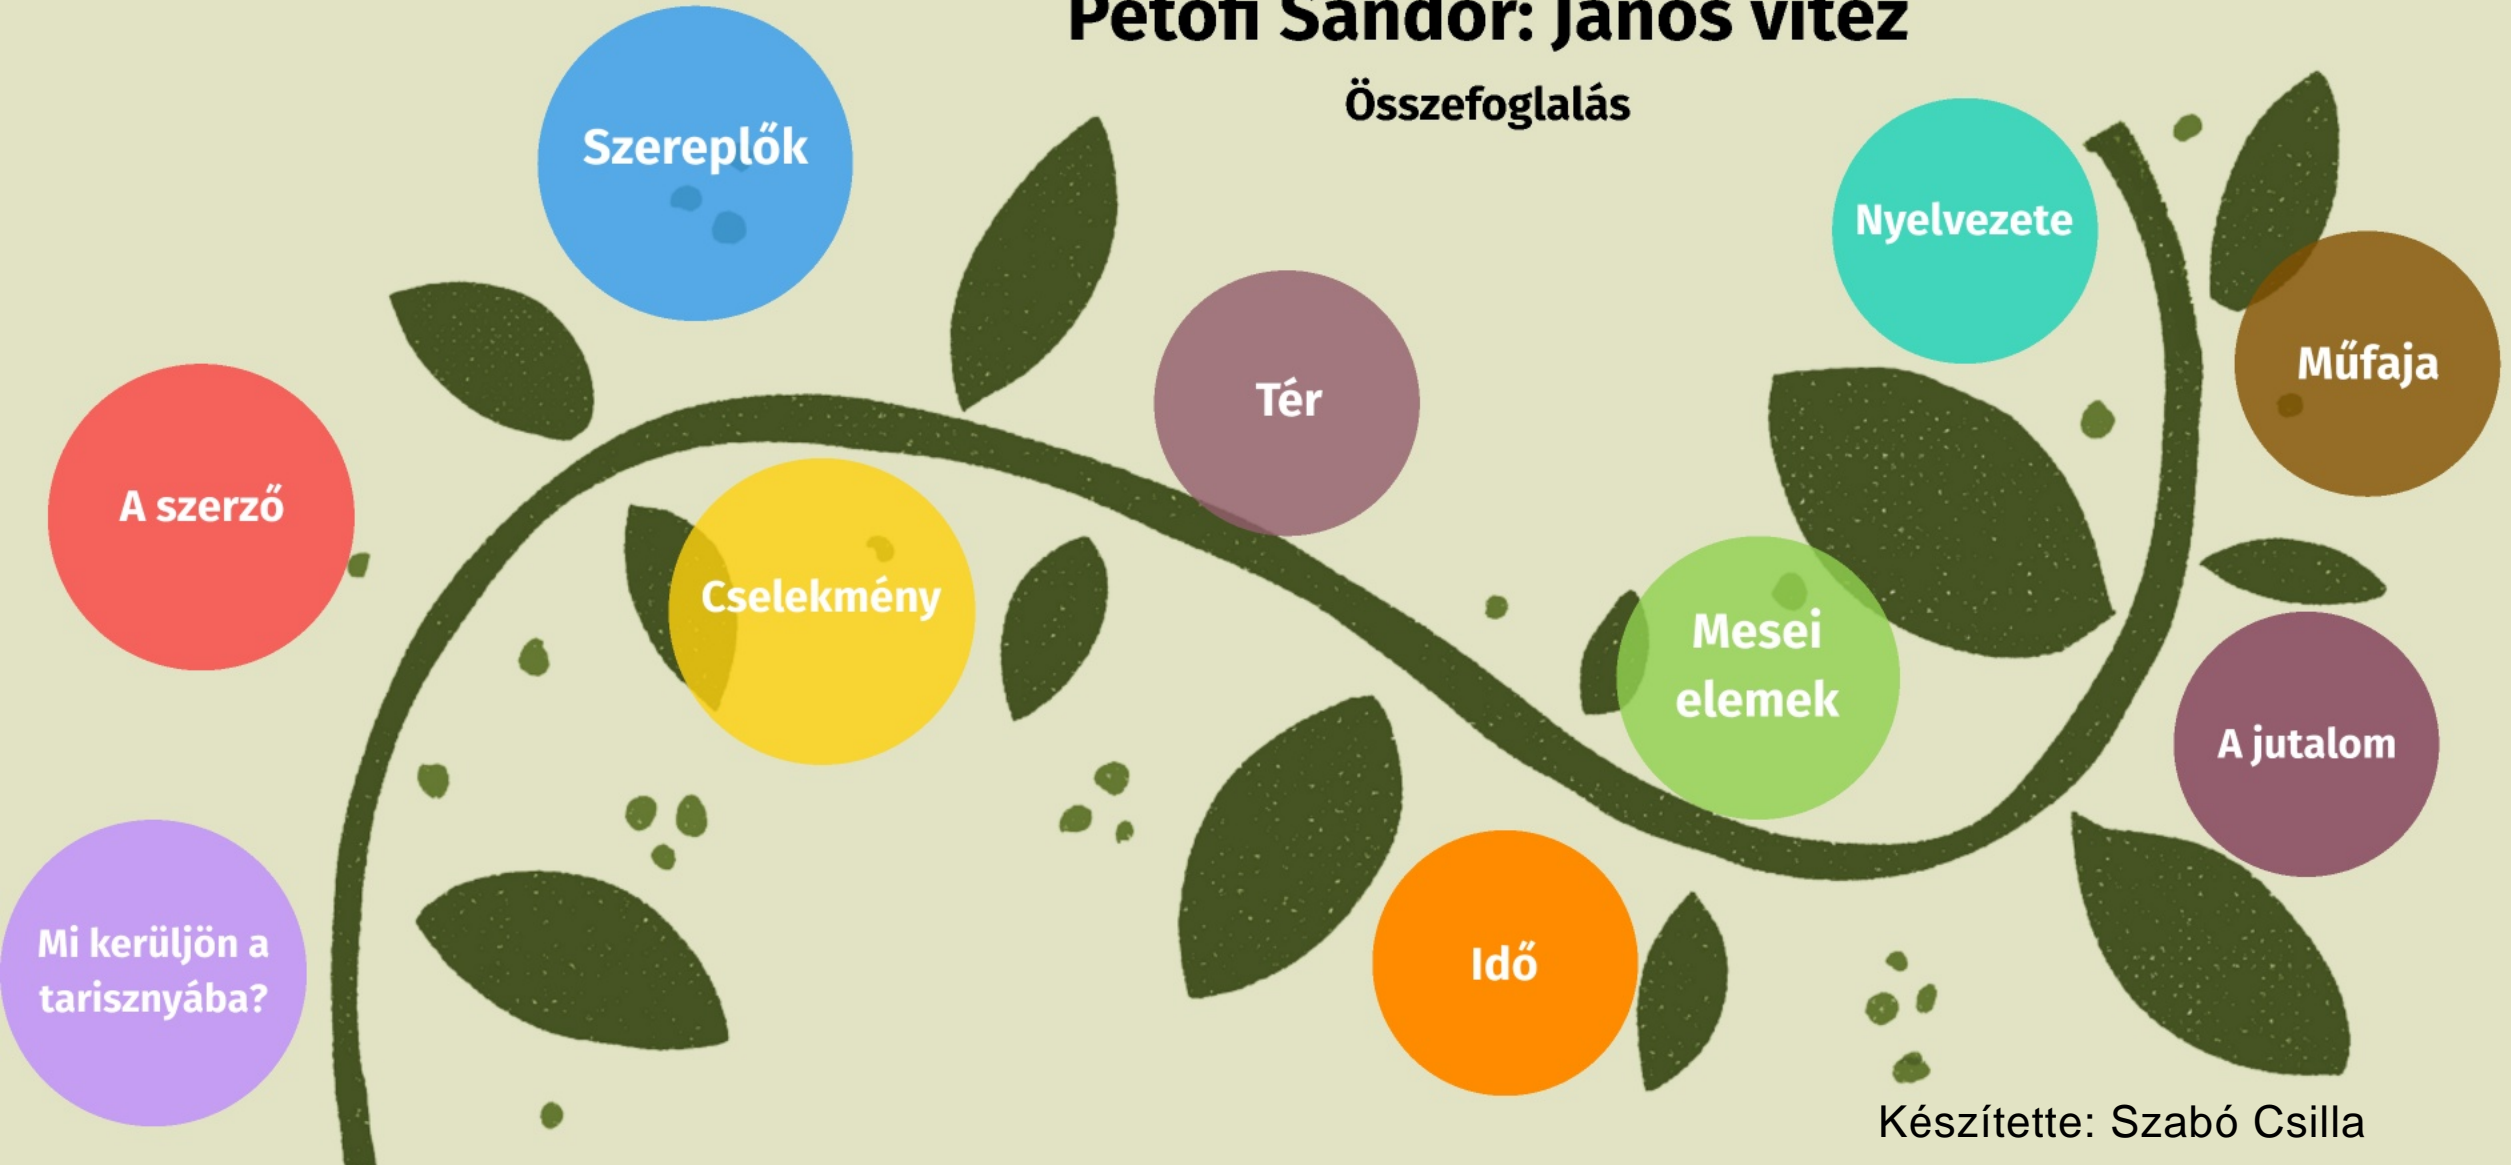 Petőfi Sándor: János vitéz
Összefoglalás
Szereplők
Nyelvezete
Műfaja
Tér
A szerző
Cselekmény
Mesei
elemek
A jutalom
Mi kerüljön a
tarisznyába?
Idő
Készítette: Szabó Csilla